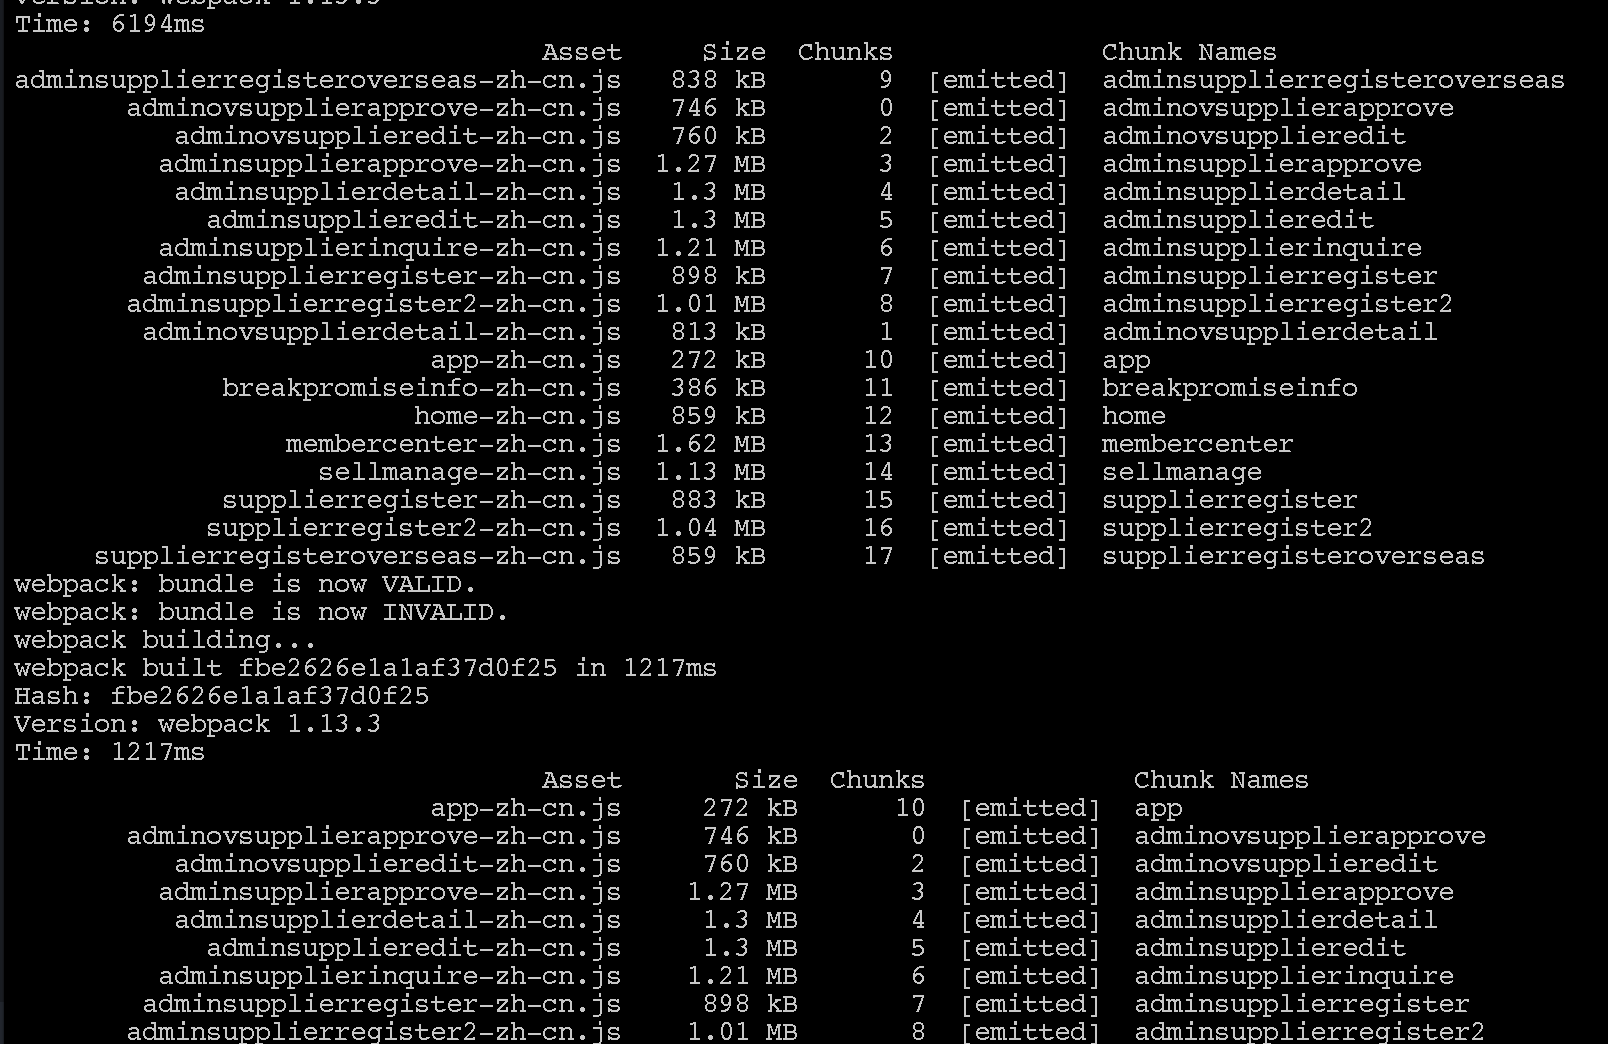 Version: webpack 1.13.3
Time: 6194ms
Asset Size Chunks Chunk Names
adminsupplierregisteroverseas-zh-cn.js 838 kB 9 [emitted] adminsupplierregisteroverseas
adminovsupplierapprove-zh-cn.js 746 kB 0 [emitted] adminovsupplierapprove
adminovsupplieredit-zh-cn.js 760 kB 2 [emitted] adminovsupplieredit
adminsupplierapprove-zh-cn.js 1.27 MB 3 [emitted] adminsupplierapprove
adminsupplierdetail-zh-cn.js 1.3 MB 4 [emitted] adminsupplierdetail
adminsupplieredit-zh-cn.js 1.3 MB 5 [emitted] adminsupplieredit
adminsupplierinquire-zh-cn.js 1.21 MB 6 [emitted] adminsupplierinquire
adminsupplierregister-zh-cn.js 898 kB 7 [emitted] adminsupplierregister
adminsupplierregister2-zh-cn.js 1.01 MB 8 [emitted] adminsupplierregister2
adminovsupplierdetail-zh-cn.js 813 kB 1 [emitted] adminovsupplierdetail
app-zh-cn.js 272 kB 10 [emitted] app
breakpromiseinfo-zh-cn.js 386 kB 11 [emitted] breakpromiseinfo
home-zh-cn.js 859 kB 12 [emitted] home
membercenter-zh-cn.js 1.62 MB 13 [emitted] membercenter
sellmanage-zh-cn.js 1.13 MB 14 [emitted] sellmanage
supplierregister-zh-cn.js 883 kB 15 [emitted] supplierregister
supplierregister2-zh-cn.js 1.04 MB 16 [emitted] supplierregister2
supplierregisteroverseas-zh-cn.js 859 kB 17 [emitted] supplierregisteroverseas
webpack: bundle is now VALID.
webpack: bundle is now INVALID.
webpack building...
webpack built fbe2626e1a1af37d0f25 in 1217ms
Hash: fbe2626e1a1af37d0f25
Version: webpack 1.13.3
Time: 1217ms
Asset Size Chunks Chunk Names
app-zh-cn.js 272 kB 10 [emitted] app
adminovsupplierapprove-zh-cn.js 746 kB 0 [emitted] adminovsupplierapprove
adminovsupplieredit-zh-cn.js 760 kB 2 [emitted] adminovsupplieredit
adminsupplierapprove-zh-cn.js 1.27 MB 3 [emitted] adminsupplierapprove
adminsupplierdetail-zh-cn.js 1.3 MB 4 [emitted] adminsupplierdetail
adminsupplieredit-zh-cn.js 1.3 MB 5 [emitted] adminsupplieredit
adminsupplierinquire-zh-cn.js 1.21 MB 6 [emitted] adminsupplierinquire
adminsupplierregister-zh-cn.js 898 kB 7 [emitted] adminsupplierregister
adminsupplierregister2-zh-cn.js 1.01 MB 8 [emitted] adminsupplierregister2